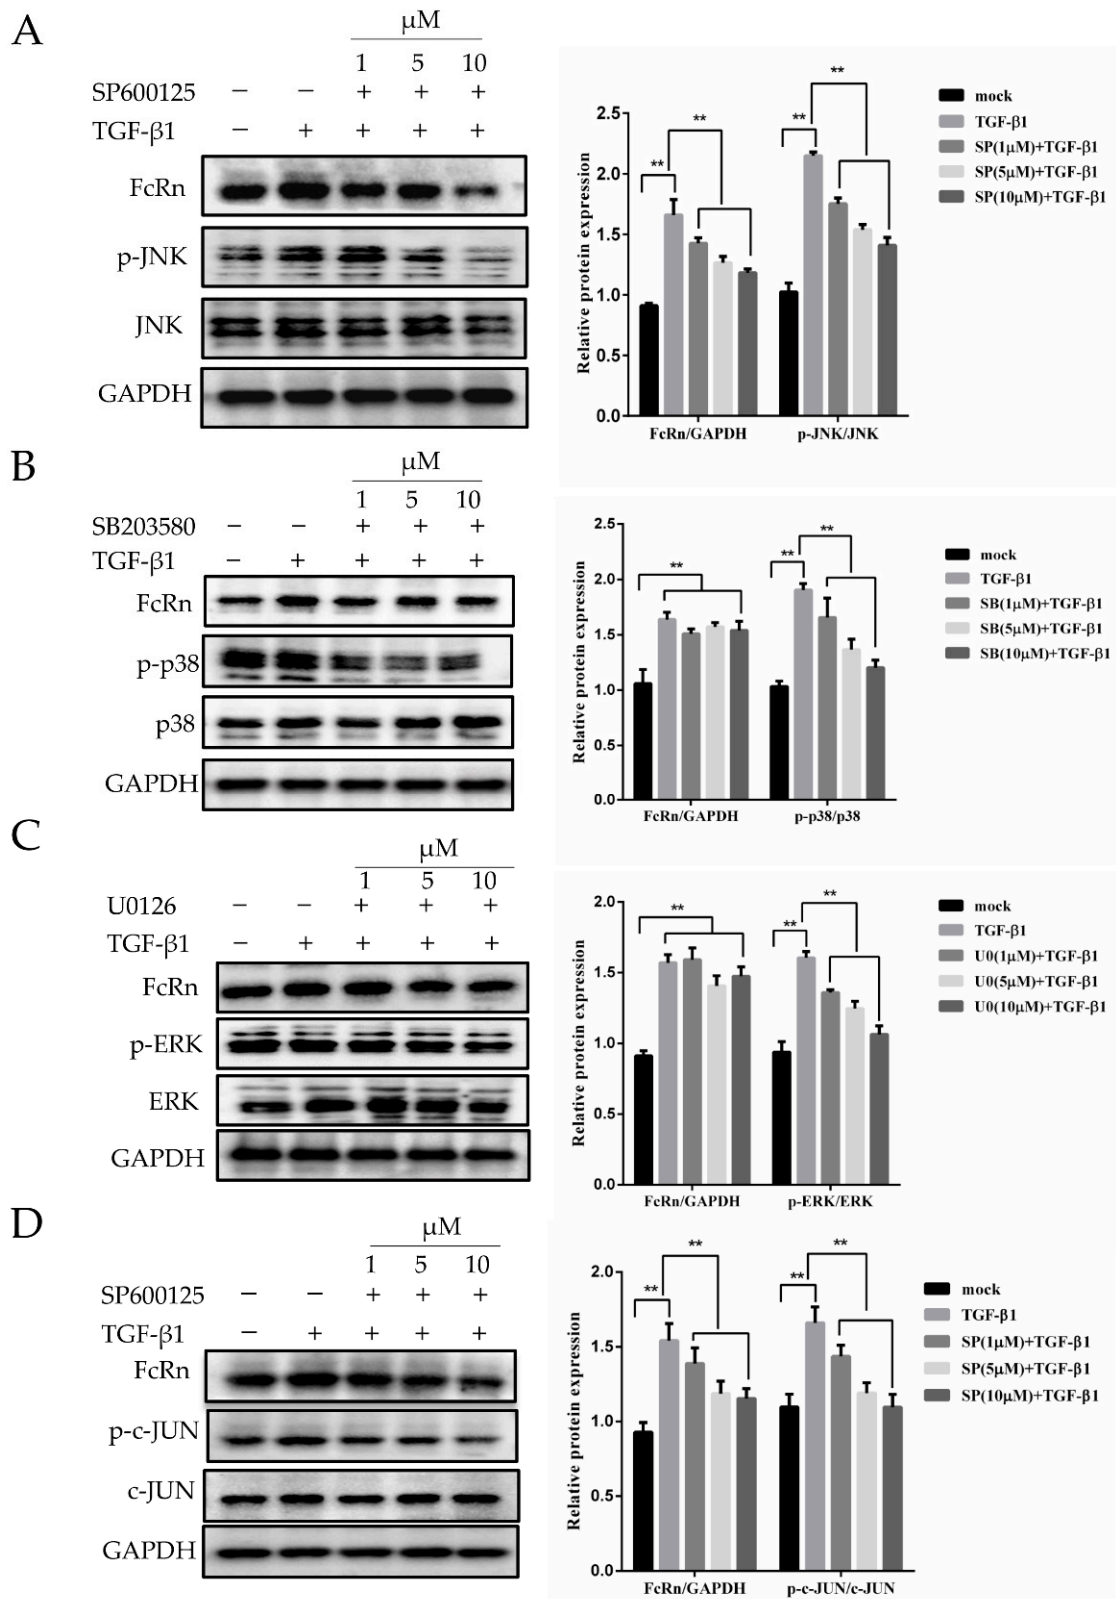 A
μM
1 5 10
SP600125 − − + + +
TGF-β1 − + + + +
FcRn
p-JNK
JNK
GAPDH
Relative protein expression
2.5
2.0
1.5
1.0
0.5
0.0
** ** ** **
FcRn/GAPDH p-JNK/JNK
mock
TGF-β1
SP(1μM)+TGF-β1
SP(5μM)+TGF-β1
SP(10μM)+TGF-β1
B
μM
1 5 10
SB203580 − − + + +
TGF-β1 − + + + +
FcRn
p-p38
p38
GAPDH
Relative protein expression
2.5
2.0
1.5
1.0
0.5
0.0
** ** **
FcRn/GAPDH p-p38/p38
mock
TGF-β1
SB(1μM)+TGF-β1
SB(5μM)+TGF-β1
SB(10μM)+TGF-β1
C
μM
1 5 10
U0126 − − + + +
TGF-β1 − + + + +
FcRn
p-ERK
ERK
GAPDH
Relative protein expression
2.0
1.5
1.0
0.5
0.0
** ** **
FcRn/GAPDH p-ERK/ERK
mock
TGF-β1
U0(1μM)+TGF-β1
U0(5μM)+TGF-β1
U0(10μM)+TGF-β1
D
μM
1 5 10
SP600125 − − + + +
TGF-β1 − + + + +
FcRn
p-c-JUN
c-JUN
GAPDH
Relative protein expression
2.0
1.5
1.0
0.5
0.0
** ** ** **
FcRn/GAPDH p-c-JUN/c-JUN
mock
TGF-β1
SP(1μM)+TGF-β1
SP(5μM)+TGF-β1
SP(10μM)+TGF-β1